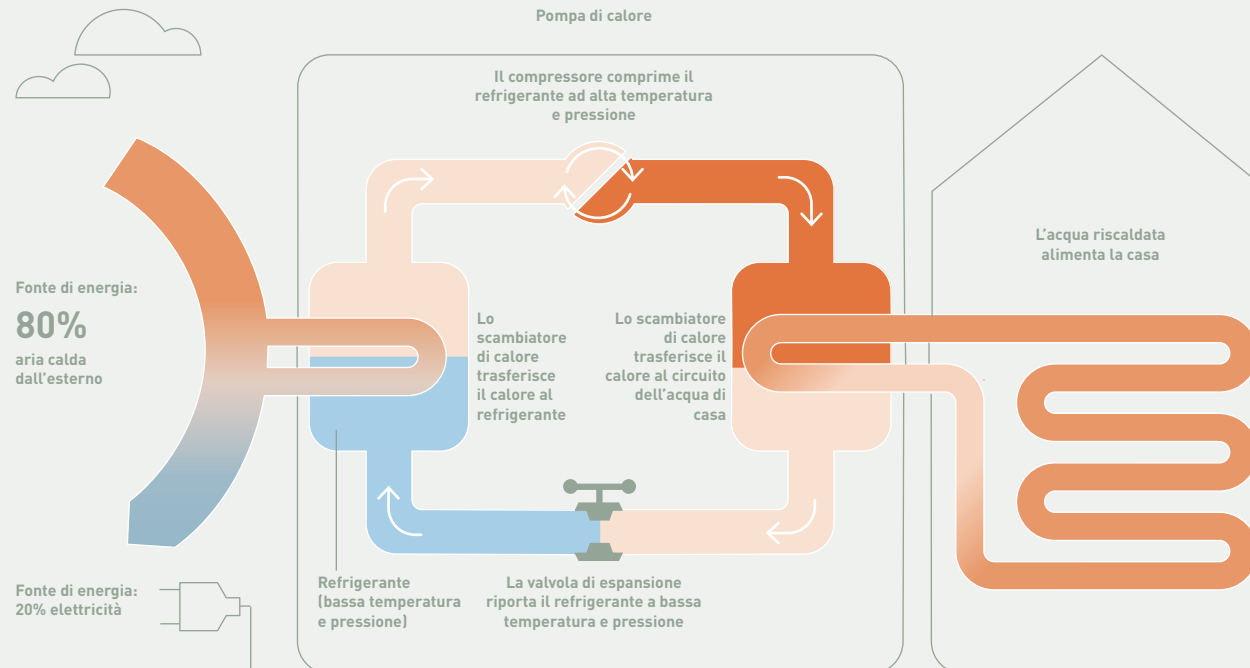 Pompa di calore
Il compressore comprime il
refrigerante ad alta temperatura
e pressione
L'acqua riscaldata
alimenta la casa
Fonte di energia:
80%
aria calda
dall'esterno
Lo
scambiatore
di calore
trasferisce
il calore al
refrigerante
Lo scambiatore
di calore
trasferisce il
calore al circuito
dell'acqua di
casa
Fonte di energia:
20% elettricità
Refrigerante
(bassa temperatura
e pressione)
La valvola di espansione
riporta il refrigerante a bassa
temperatura e pressione